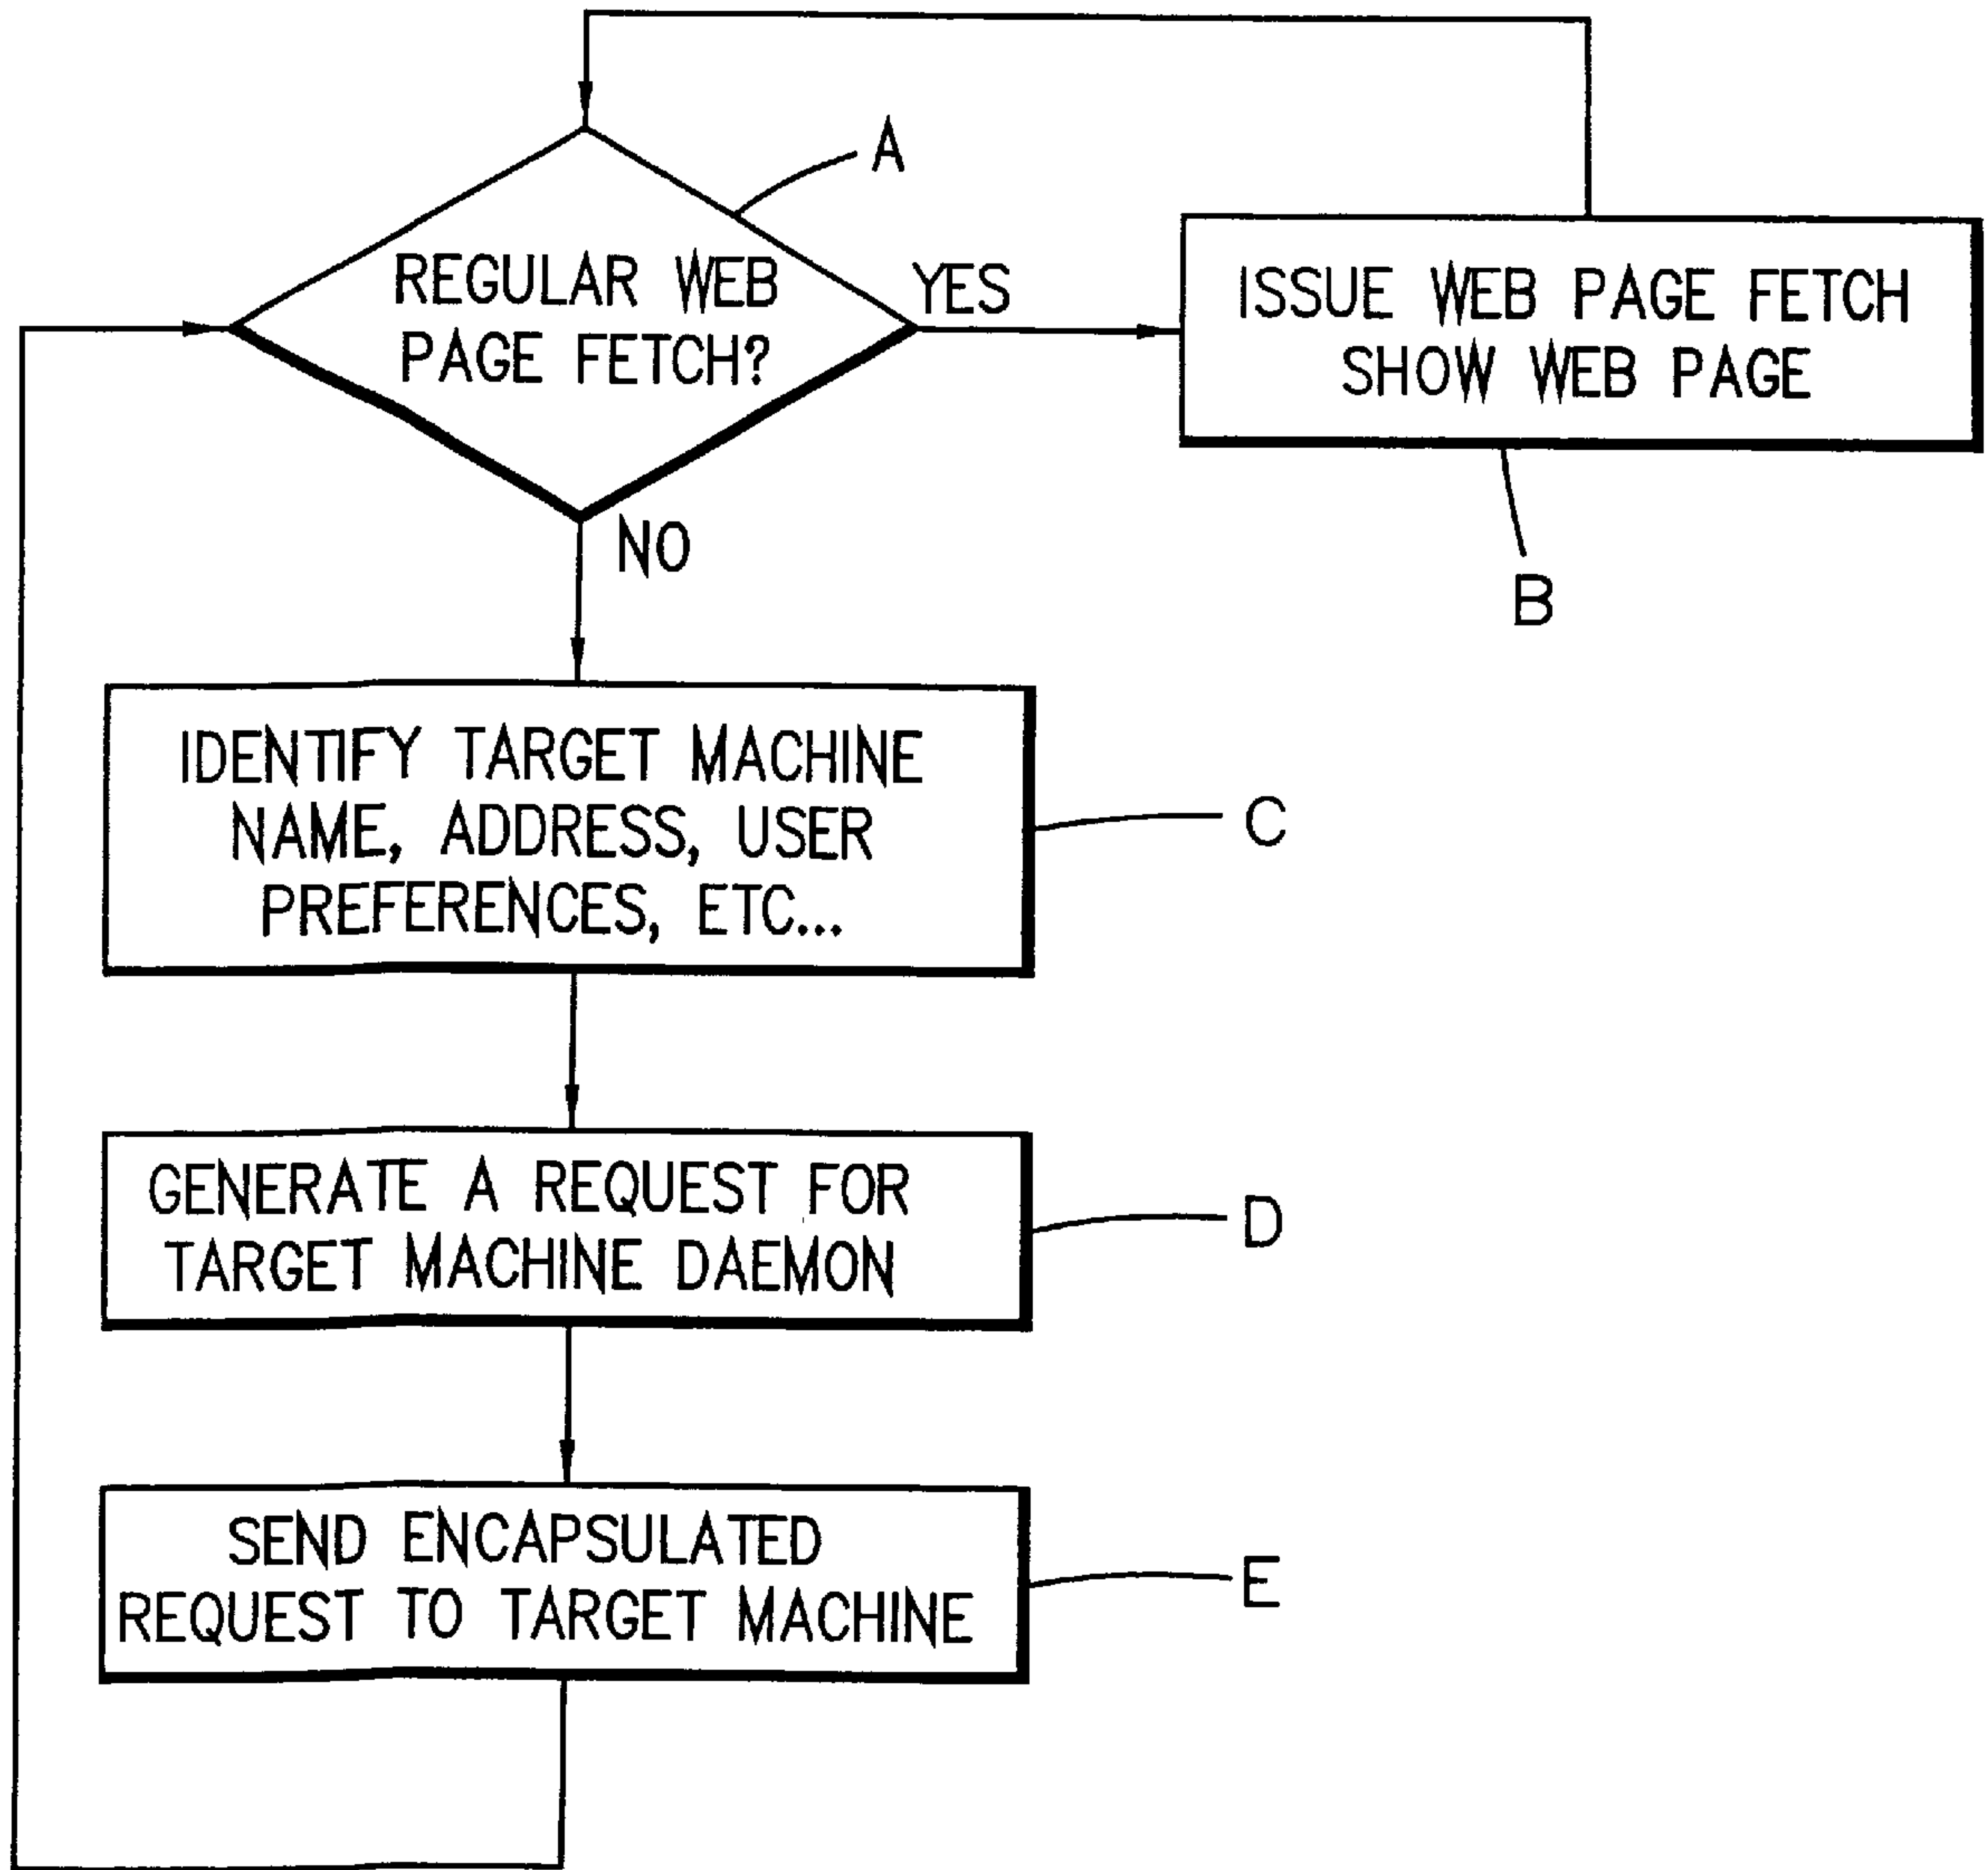 A
REGULAR WEB
PAGE FETCH?
YES
ISSUE WEB PAGE FETCH
SHOW WEB PAGE
B
NO
IDENTIFY TARGET MACHINE
NAME, ADDRESS, USER
PREFERENCES, ETC...
C
GENERATE A REQUEST FOR
TARGET MACHINE DAEMON
D
SEND ENCAPSULATED
REQUEST TO TARGET MACHINE
E